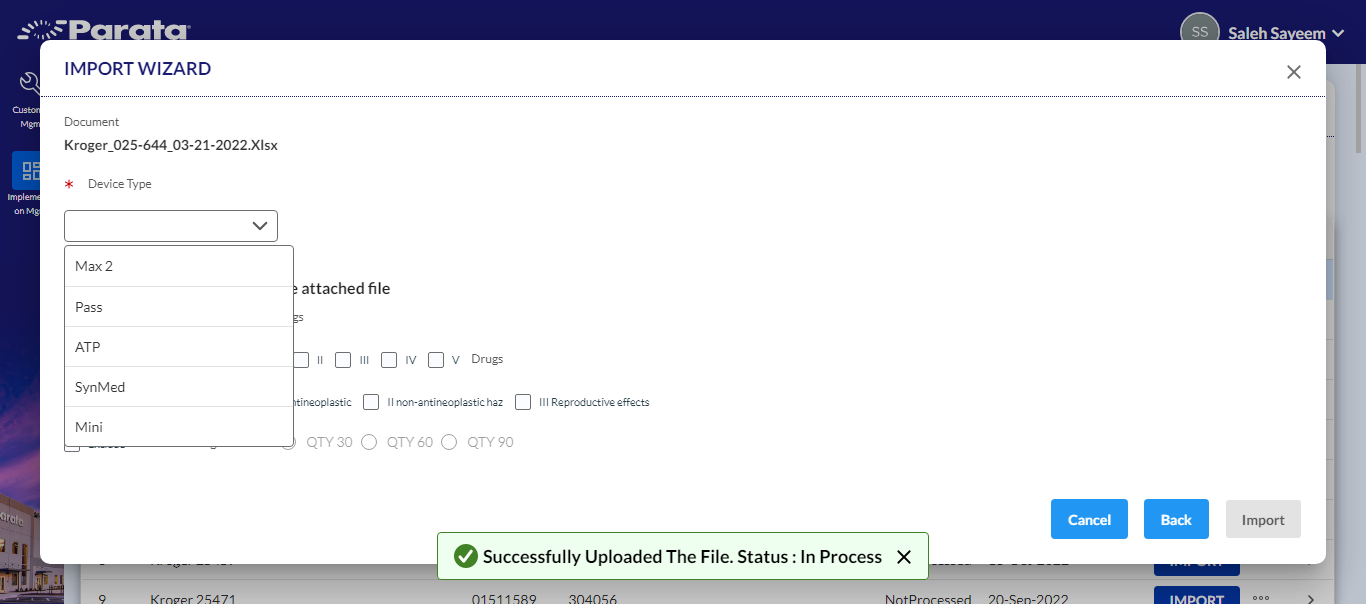 Parata
SS
Saleh Sayeem
IMPORT WIZARD
Custom
Mgm
Impleme
on Mg
Document
Kroger_025-644_03-21-2022.Xlsx
* Device Type
Max 2
Pass
ATP
SynMed
Mini
e attached file
gs
II III IV V Drugs
ntineoplastic II non-antineoplastic haz III Reproductive effects
QTY 30 QTY 60 QTY 90
Cancel Back Import
Successfully Uploaded The File. Status : In Process
9 Kroger 25471 01511589 304056 NotProcessed 20-Sep-2022 IMPORT